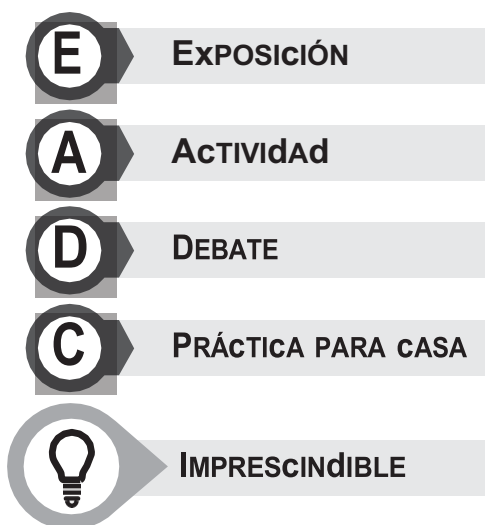 E ExPOSIcIÓN
A AcTIVIdAd
D DEBATE
C PRÁcTICA PARA cASA
IMPREScINdIBLE